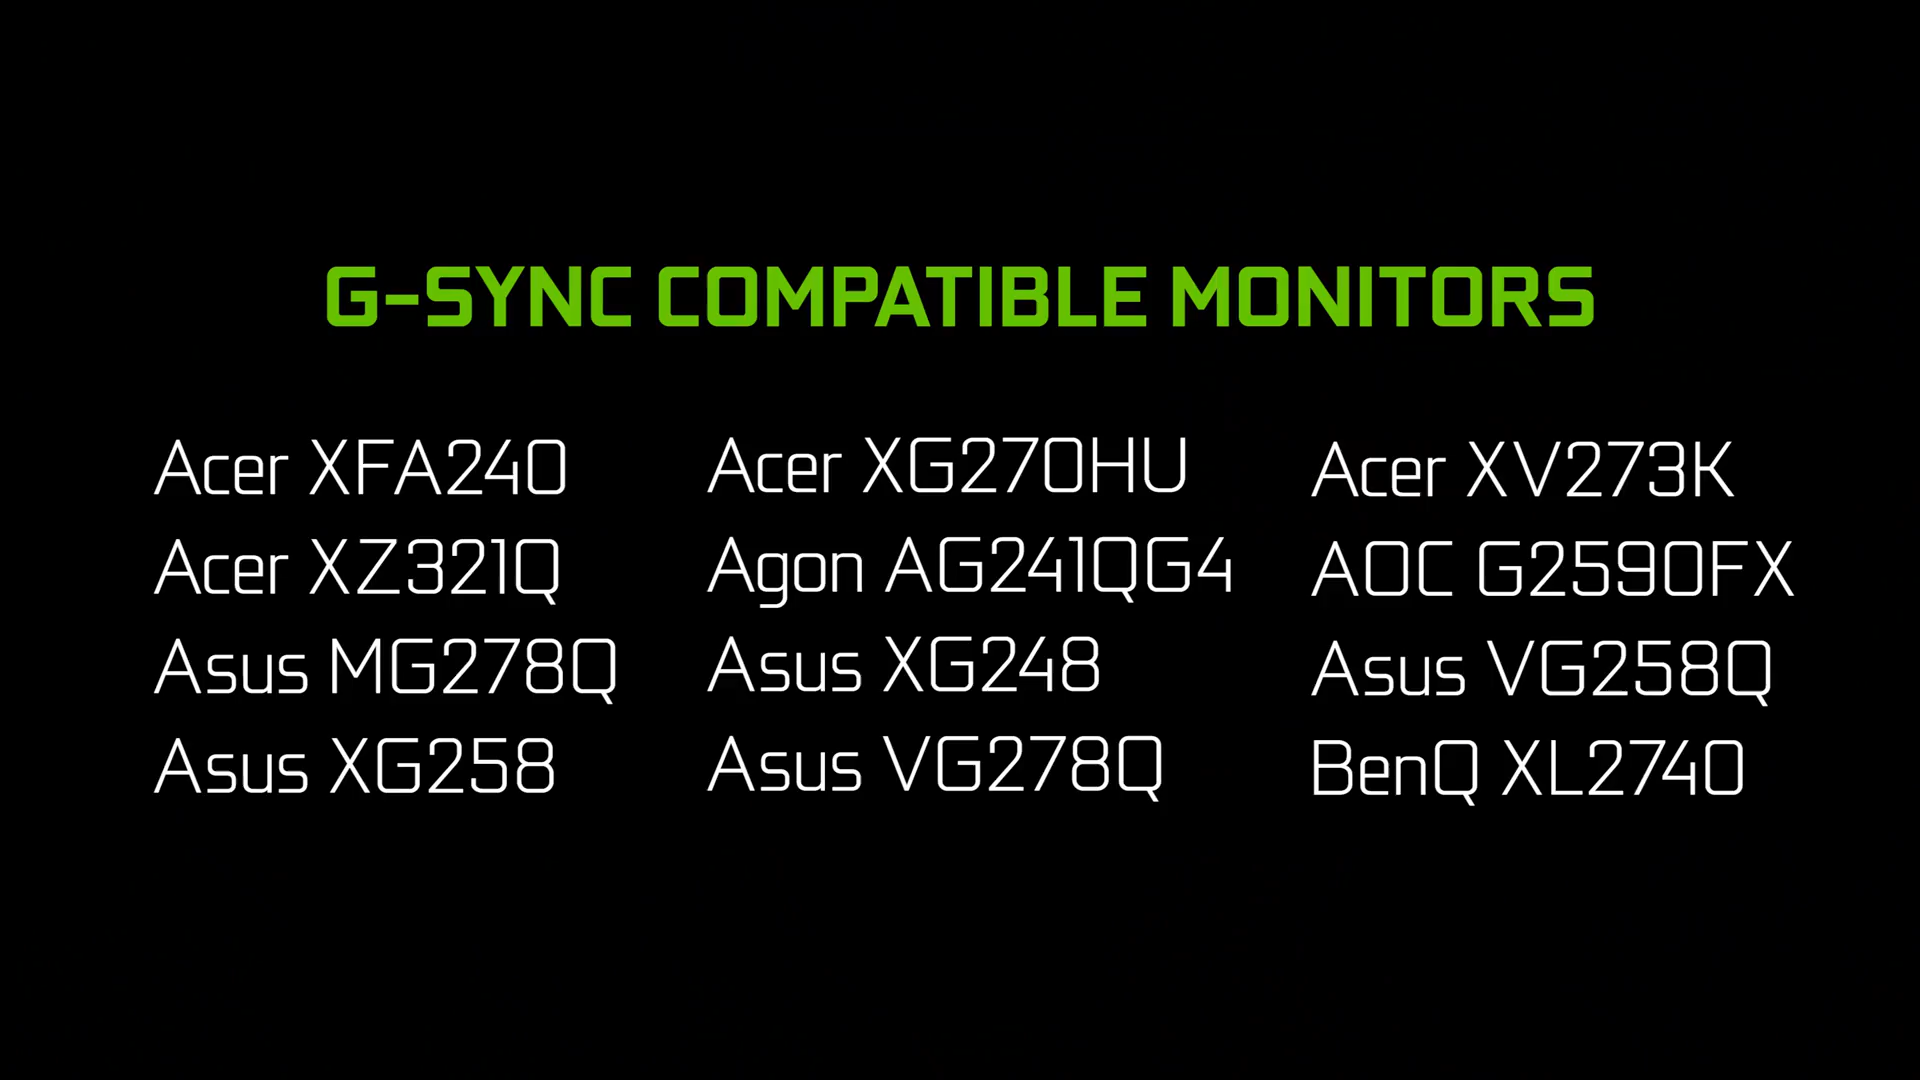 G-SYNC COMPATIBLE MONITORS
Acer XFA240
Acer XZ321Q
Asus MG278Q
Asus XG258
Acer XG270HU
Agon AG241QG4
Asus XG248
Asus VG278Q
Acer XV273K
AOC G2590FX
Asus VG258Q
BenQ XL2740